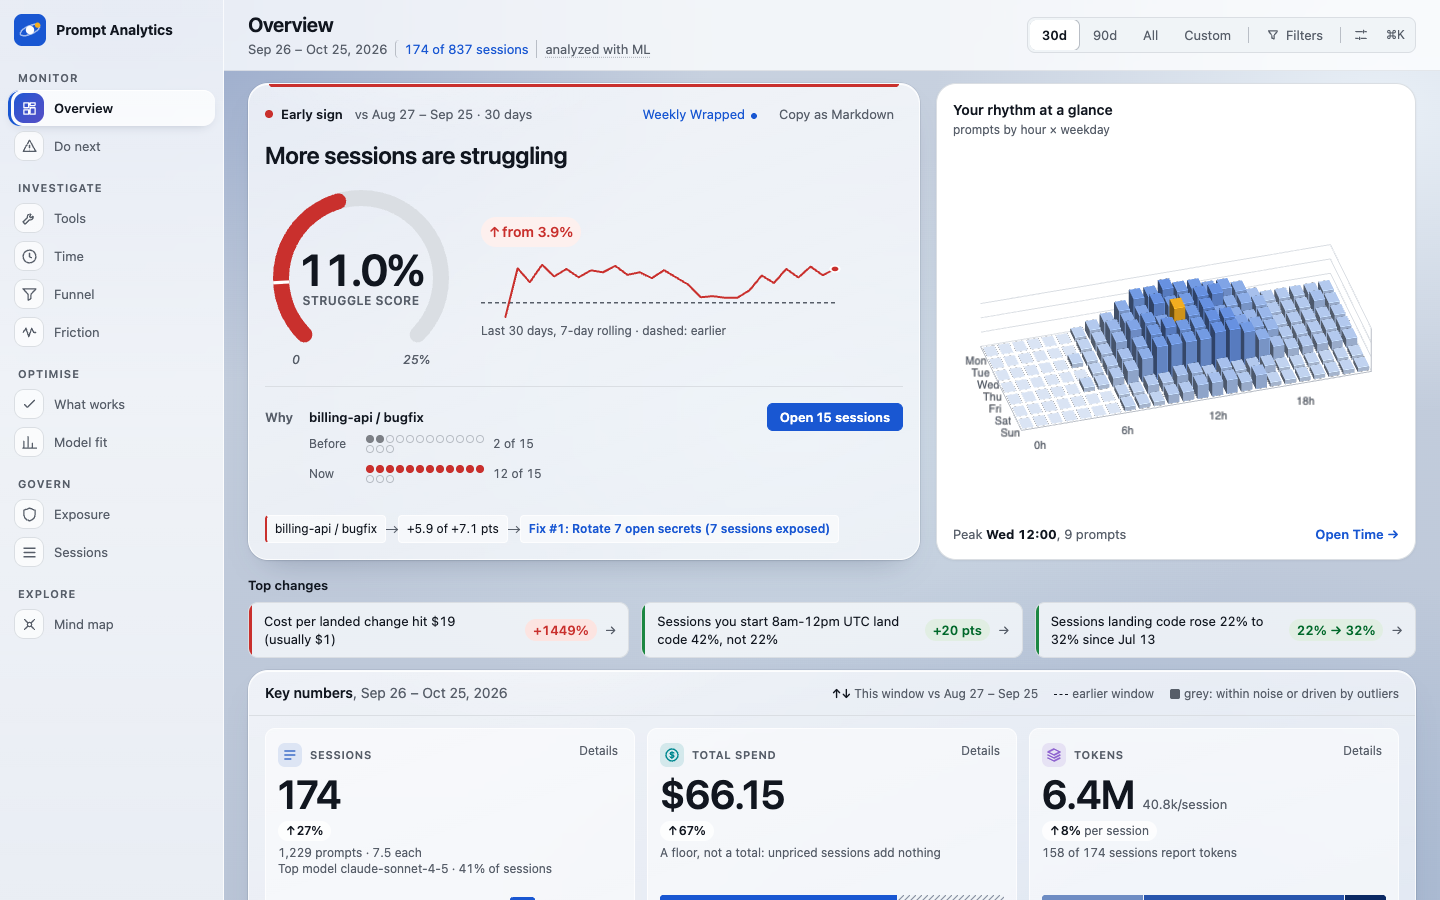 Prompt Analytics
MONITOR
Overview
Do next
INVESTIGATE
Tools
Time
Funnel
Friction
OPTIMISE
What works
Model fit
GOVERN
Exposure
Sessions
EXPLORE
Mind map
Overview
Sep 26 – Oct 25, 2026 174 of 837 sessions analyzed with ML
30d 90d All Custom Filters ⌘K
Early sign vs Aug 27 – Sep 25 · 30 days Weekly Wrapped Copy as Markdown
More sessions are struggling
11.0%
STRUGGLE SCORE
0 25%
↑ from 3.9%
Last 30 days, 7-day rolling · dashed: earlier
Why billing-api / bugfix Open 15 sessions
Before 2 of 15
Now 12 of 15
billing-api / bugfix → +5.9 of +7.1 pts → Fix #1: Rotate 7 open secrets (7 sessions exposed)
Your rhythm at a glance
prompts by hour × weekday
Mon
Tue
Wed
Thu
Fri
Sat
Sun
0h 6h 12h 18h
Peak Wed 12:00, 9 prompts Open Time →
Top changes
Cost per landed change hit $19
(usually $1)
+1449% →
Sessions you start 8am-12pm UTC land
code 42%, not 22%
+20 pts →
Sessions landing code rose 22% to
32% since Jul 13
22% → 32% →
Key numbers, Sep 26 – Oct 25, 2026
↑↓ This window vs Aug 27 – Sep 25 --- earlier window grey: within noise or driven by outliers
SESSIONS Details
174
↑27%
1,229 prompts · 7.5 each
Top model claude-sonnet-4-5 · 41% of sessions
TOTAL SPEND Details
$66.15
↑67%
A floor, not a total: unpriced sessions add nothing
TOKENS Details
6.4M 40.8k/session
↑8% per session
158 of 174 sessions report tokens